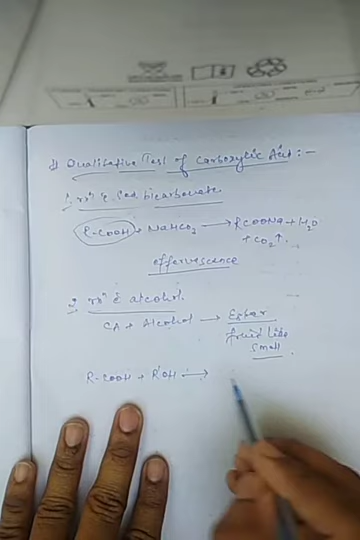 1) Qualitative Test of Carboxylic Acid:-
1. rxn c̄ Sod. bicarbonate.
R-COOH + NaHCO3 → RCOONa + H2O
+ CO2↑.
effervescence
2. rxn c̄ alcohol.
CA + Alcohol → Ester
fruit like
Smell.
R-COOH + R'OH →